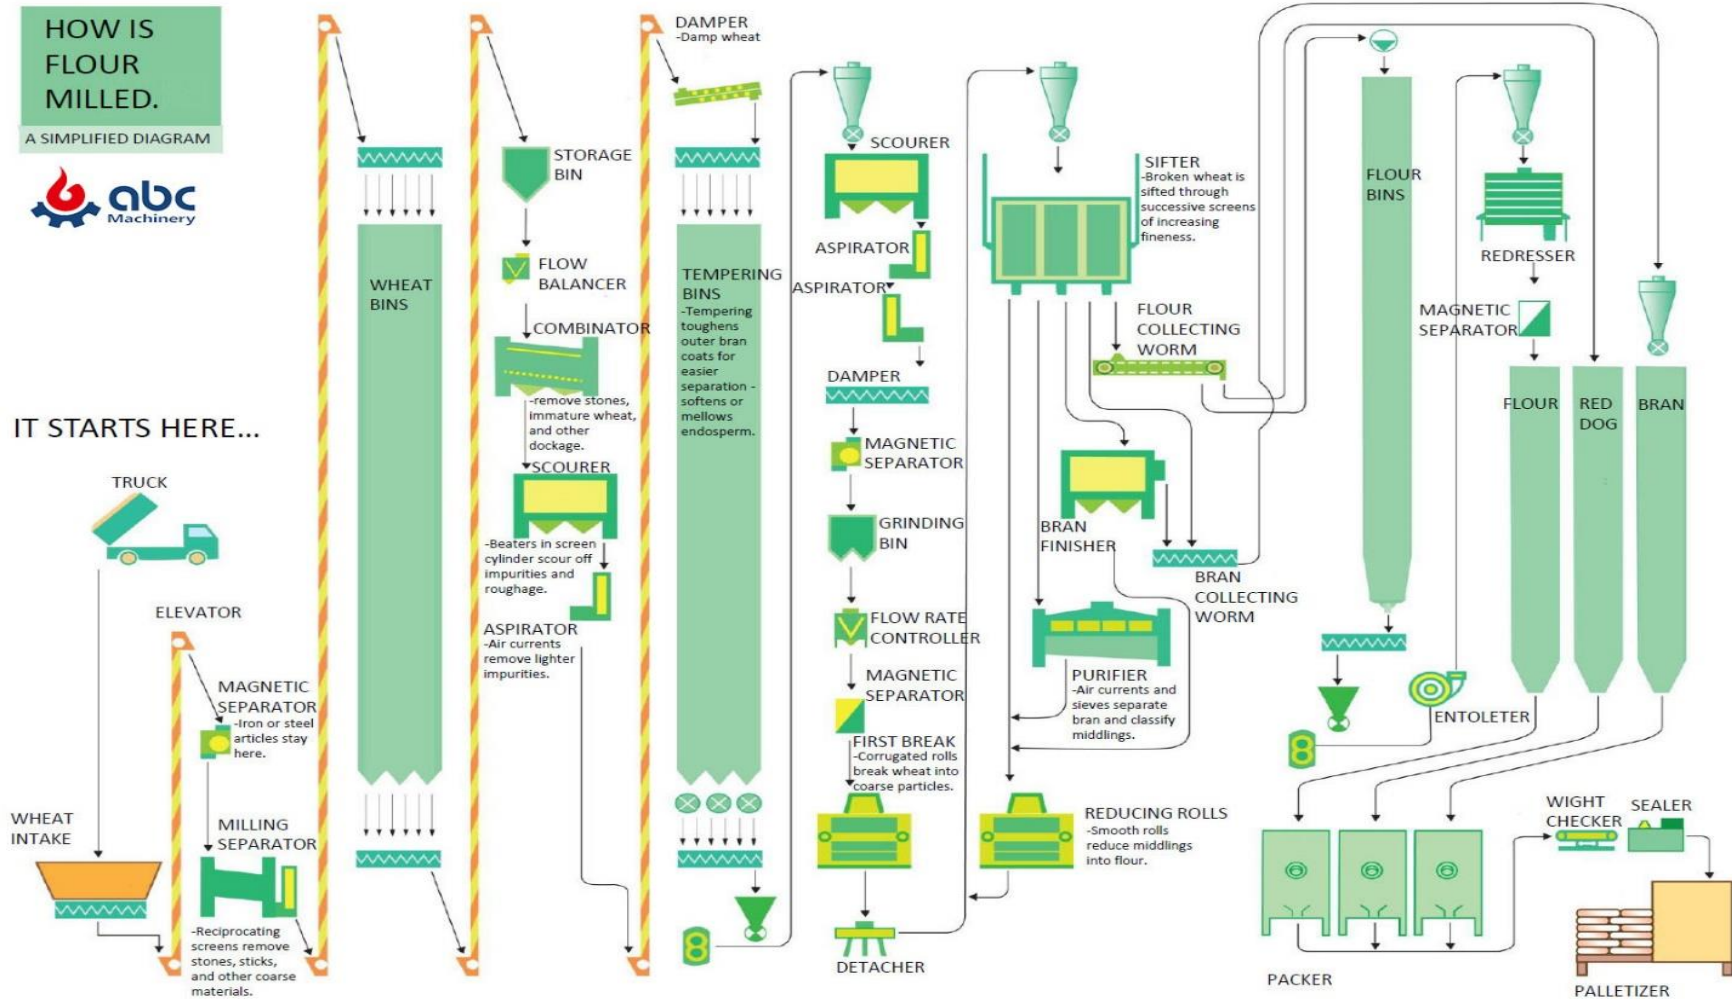 HOW IS
FLOUR
MILLED.
A SIMPLIFIED DIAGRAM
abc
Machinery
IT STARTS HERE...
TRUCK
WHEAT
INTAKE
ELEVATOR
MAGNETIC
SEPARATOR
-Iron or steel
articles stay
here.
MILLING
SEPARATOR
-Reciprocating
screens remove
stones, sticks,
and other coarse
materials.
WHEAT
BINS
STORAGE
BIN
FLOW
BALANCER
COMBINATOR
-remove stones,
immature wheat,
and other
dockage.
SCOURER
-Beaters in screen
cylinder scour off
impurities and
roughage.
ASPIRATOR
-Air currents
remove lighter
impurities.
DAMPER
-Damp wheat
TEMPERING
BINS
-Tempering
toughens
outer bran
coats for
easier
separation -
softens or
mellows
endosperm.
SCOURER
ASPIRATOR
ASPIRATOR
DAMPER
MAGNETIC
SEPARATOR
GRINDING
BIN
FLOW RATE
CONTROLLER
MAGNETIC
SEPARATOR
FIRST BREAK
-Corrugated rolls
break wheat into
coarse particles.
DETACHER
SIFTER
-Broken wheat is
sifted through
successive screens
of increasing
fineness.
FLOUR
COLLECTING
WORM
BRAN
FINISHER
BRAN
COLLECTING
WORM
PURIFIER
-Air currents and
sieves separate
bran and classify
middlings.
REDUCING ROLLS
-Smooth rolls
reduce middlings
into flour.
FLOUR
BINS
ENTOLETER
REDRESSER
MAGNETIC
SEPARATOR
FLOUR
RED
DOG
BRAN
PACKER
WIGHT
CHECKER
SEALER
PALLETIZER